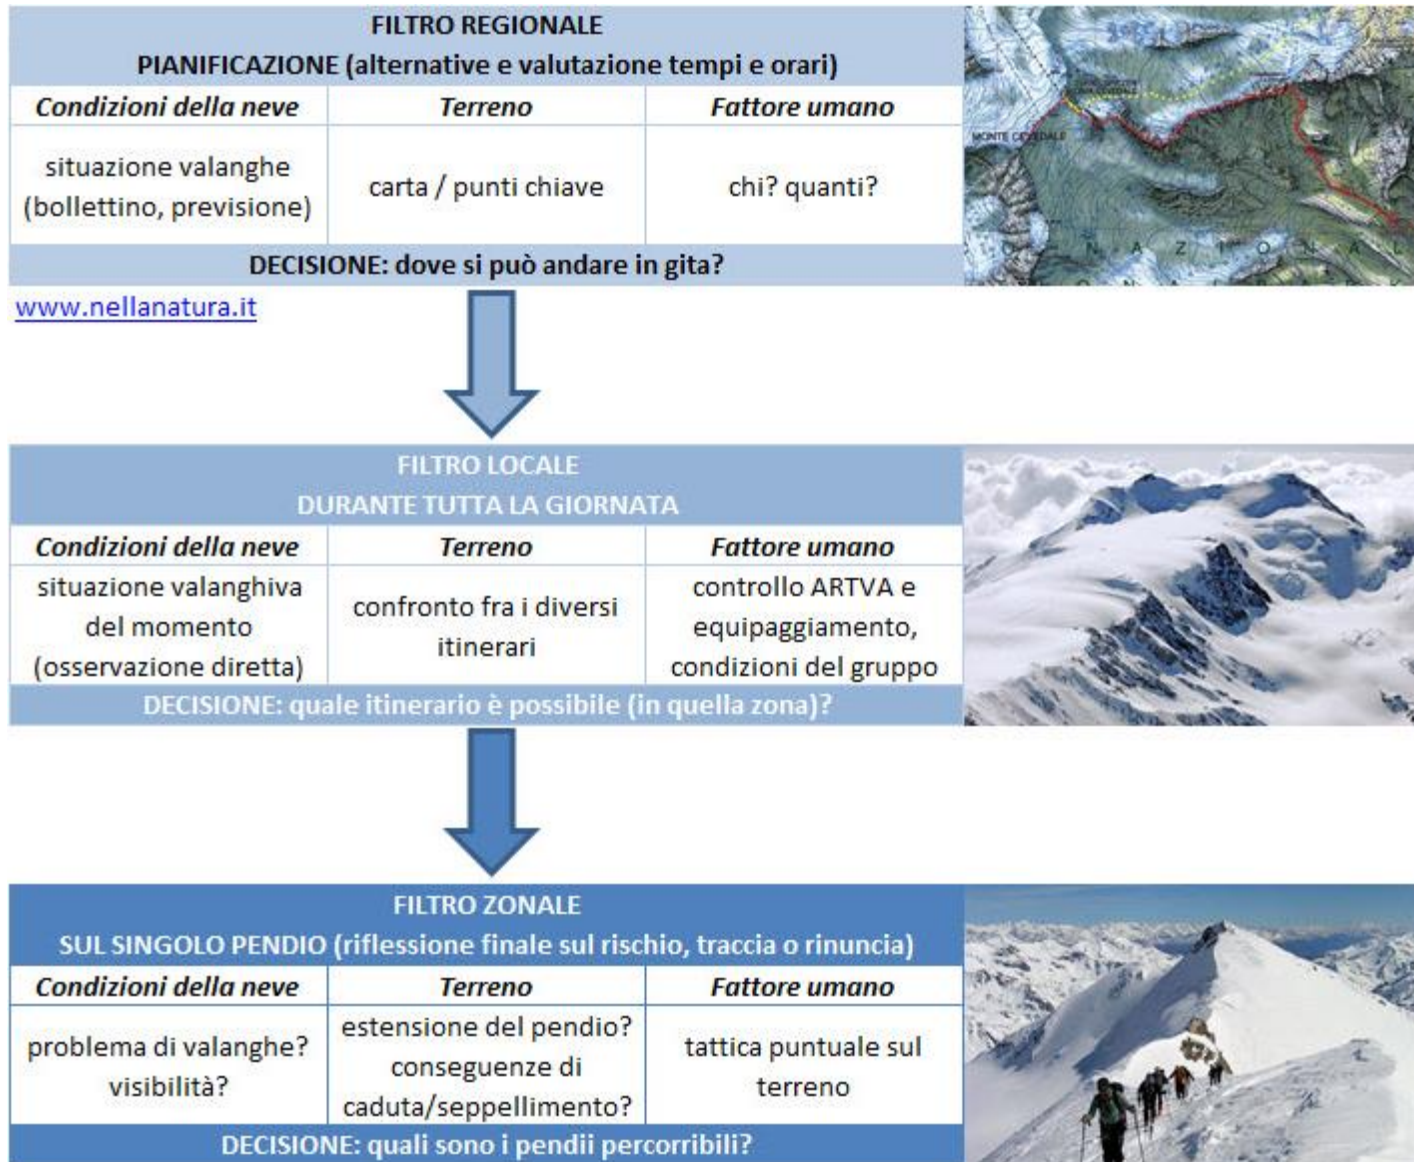 FILTRO REGIONALE
PIANIFICAZIONE (alternative e valutazione tempi e orari)
Condizioni della neve
Terreno
Fattore umano
situazione valanghe
(bollettino, previsione)
carta / punti chiave
chi? quanti?
DECISIONE: dove si può andare in gita?
MONTE CEVEDALE
www.nellanatura.it
FILTRO LOCALE
DURANTE TUTTA LA GIORNATA
Condizioni della neve
Terreno
Fattore umano
situazione valanghiva
del momento
(osservazione diretta)
confronto fra i diversi
itinerari
controllo ARTVA e
equipaggiamento,
condizioni del gruppo
DECISIONE: quale itinerario è possibile (in quella zona)?
FILTRO ZONALE
SUL SINGOLO PENDIO (riflessione finale sul rischio, traccia o rinuncia)
Condizioni della neve
Terreno
Fattore umano
problema di valanghe?
visibilità?
estensione del pendio?
conseguenze di
caduta/seppellimento?
tattica puntuale sul
terreno
DECISIONE: quali sono i pendii percorribili?